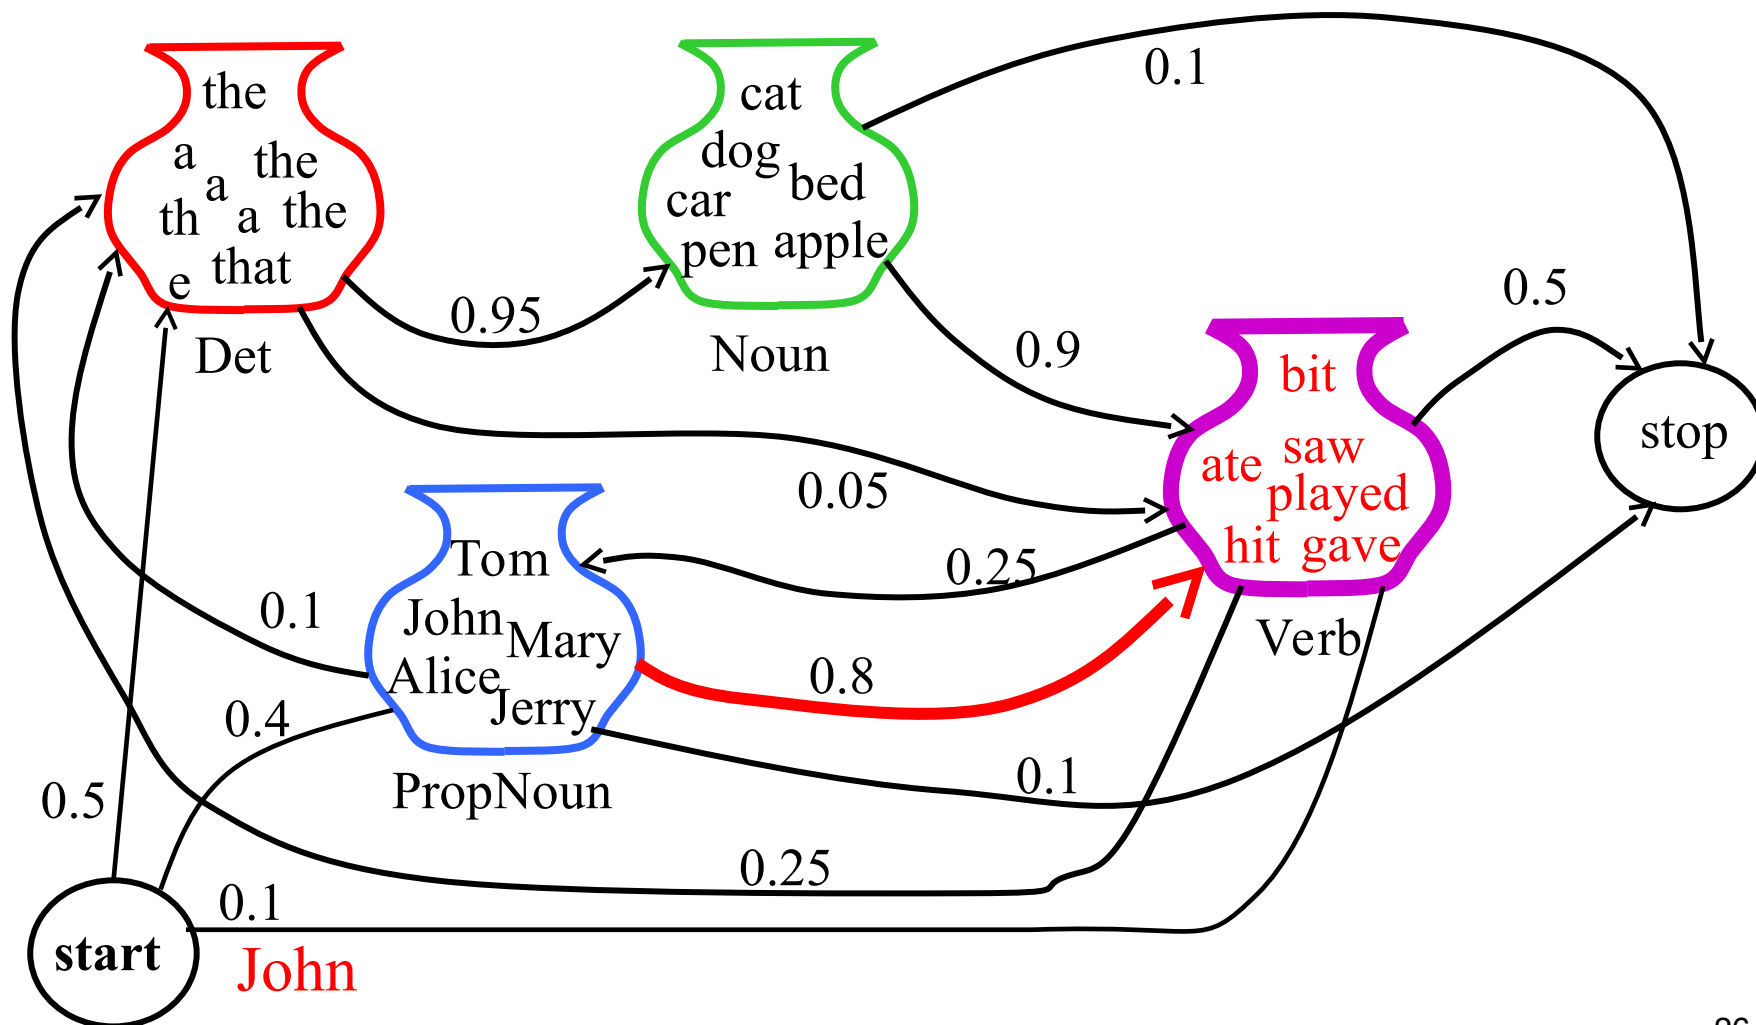 the
a the
a
th a the
that
e
Det
0.95
cat
dog
bed
car
apple
pen
Noun
0.1
0.9
0.5
bit
saw
ate
played
hit gave
Verb
stop
0.05
0.25
Tom
John
Mary
Alice
Jerry
PropNoun
0.1
0.8
0.4
0.1
0.5
0.25
0.1
start
John